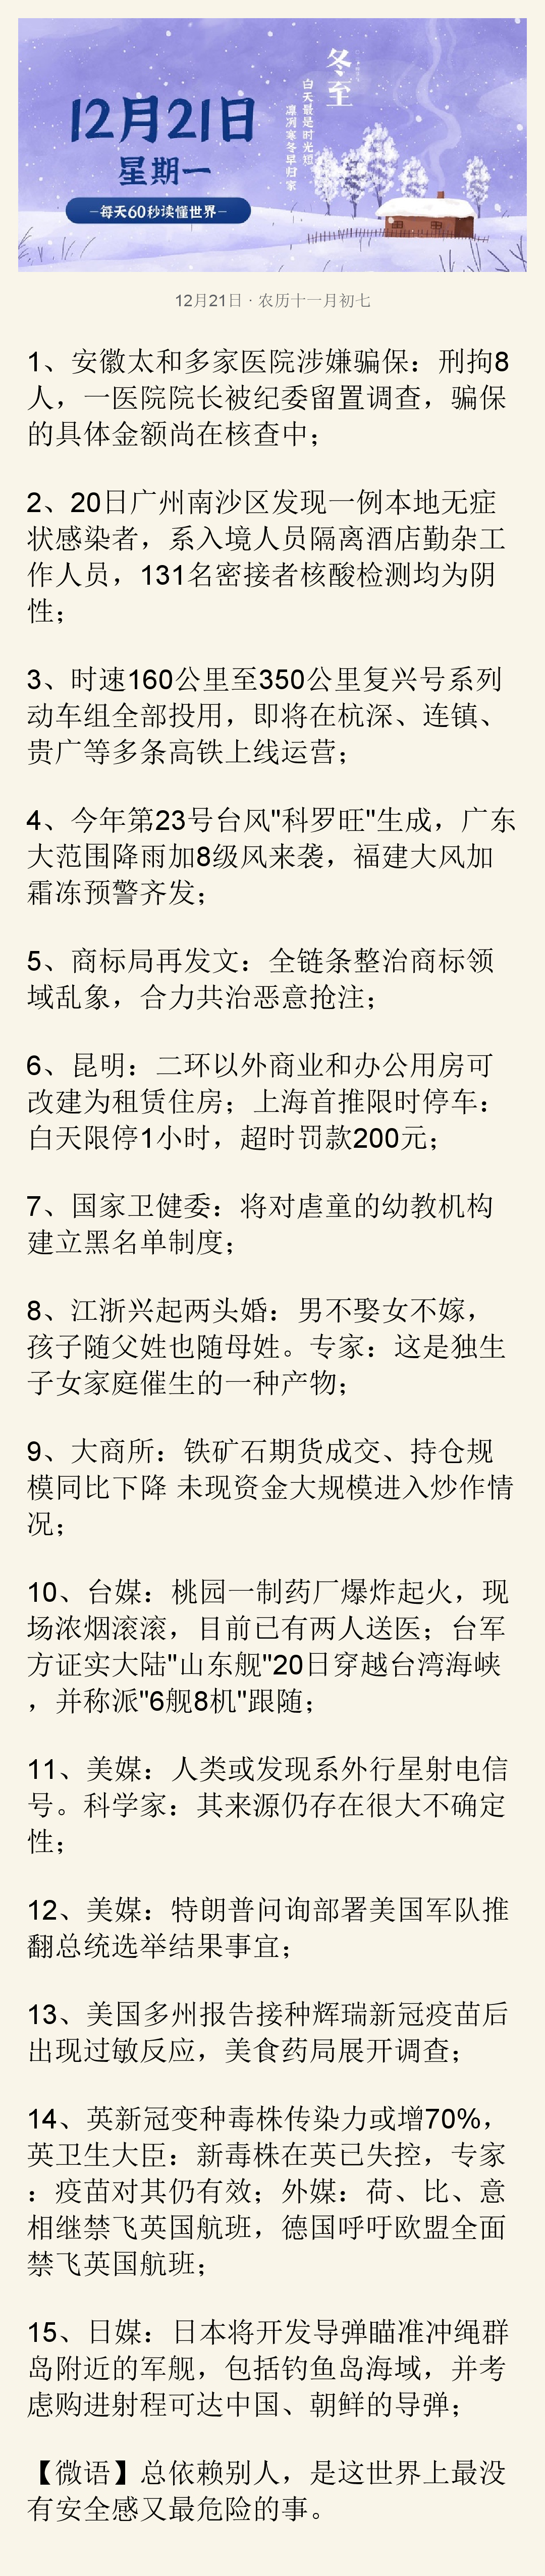 12月21日
星期一
—每天60秒读懂世界—
冬至
白天最是时光短
凛冽寒冬早归家
12月21日 · 农历十一月初七
1、安徽太和多家医院涉嫌骗保：刑拘8
人，一医院院长被纪委留置调查，骗保
的具体金额尚在核查中；
2、20日广州南沙区发现一例本地无症
状感染者，系入境人员隔离酒店勤杂工
作人员，131名密接者核酸检测均为阴
性；
3、时速160公里至350公里复兴号系列
动车组全部投用，即将在杭深、连镇、
贵广等多条高铁上线运营；
4、今年第23号台风"科罗旺"生成，广东
大范围降雨加8级风来袭，福建大风加
霜冻预警齐发；
5、商标局再发文：全链条整治商标领
域乱象，合力共治恶意抢注；
6、昆明：二环以外商业和办公用房可
改建为租赁住房；上海首推限时停车：
白天限停1小时，超时罚款200元；
7、国家卫健委：将对虐童的幼教机构
建立黑名单制度；
8、江浙兴起两头婚：男不娶女不嫁，
孩子随父姓也随母姓。专家：这是独生
子女家庭催生的一种产物；
9、大商所：铁矿石期货成交、持仓规
模同比下降 未现资金大规模进入炒作情
况；
10、台媒：桃园一制药厂爆炸起火，现
场浓烟滚滚，目前已有两人送医；台军
方证实大陆"山东舰"20日穿越台湾海峡
，并称派"6舰8机"跟随；
11、美媒：人类或发现系外行星射电信
号。科学家：其来源仍存在很大不确定
性；
12、美媒：特朗普问询部署美国军队推
翻总统选举结果事宜；
13、美国多州报告接种辉瑞新冠疫苗后
出现过敏反应，美食药局展开调查；
14、英新冠变种毒株传染力或增70%，
英卫生大臣：新毒株在英已失控，专家
：疫苗对其仍有效；外媒：荷、比、意
相继禁飞英国航班，德国呼吁欧盟全面
禁飞英国航班；
15、日媒：日本将开发导弹瞄准冲绳群
岛附近的军舰，包括钓鱼岛海域，并考
虑购进射程可达中国、朝鲜的导弹；
【微语】总依赖别人，是这世界上最没
有安全感又最危险的事。